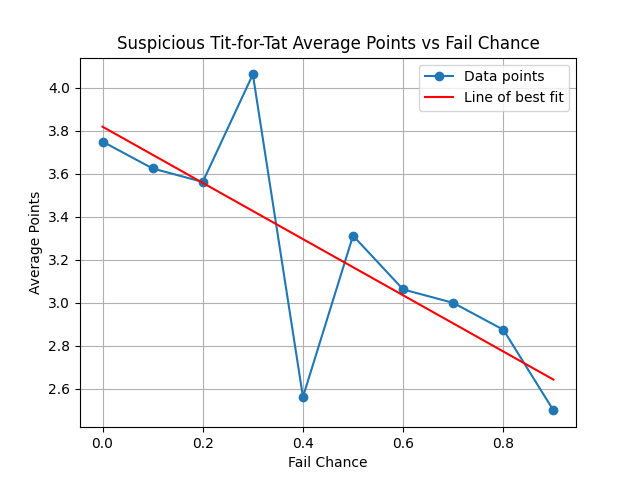 Suspicious Tit-for-Tat Average Points vs Fail Chance
Data points
Line of best fit
4.0
3.8
3.6
3.4
3.2
3.0
2.8
2.6
Average Points
0.0
0.2
0.4
0.6
0.8
Fail Chance